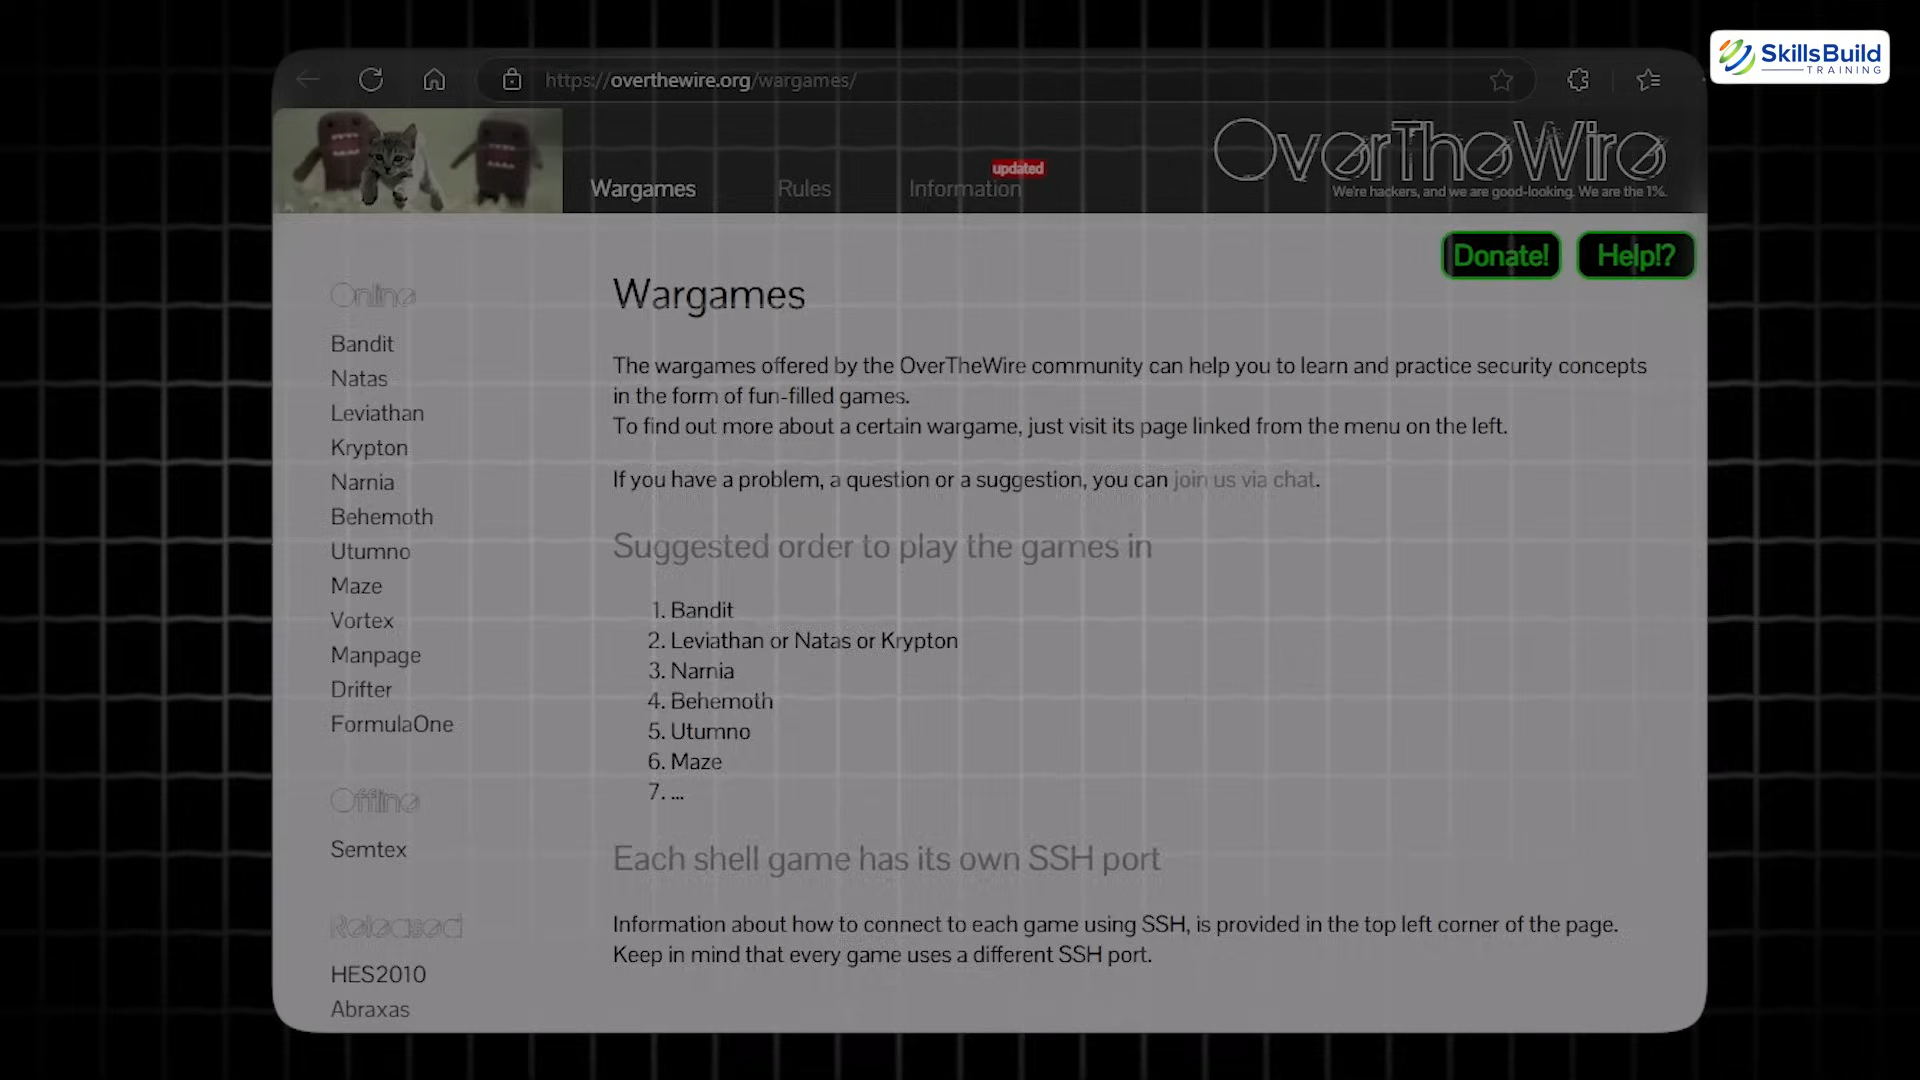 SkillsBuild
TRAINING
https://overthewire.org/wargames/
Wargames
Rules
Information
updated
OverTheWire
We're hackers, and we are good-looking. We are the 1%.
Donate!
Help!?
Online
Bandit
Natas
Leviathan
Krypton
Narnia
Behemoth
Utumno
Maze
Vortex
Manpage
Drifter
FormulaOne
Offline
Semtex
Released
HES2010
Abraxas
Wargames
The wargames offered by the OverTheWire community can help you to learn and practice security concepts
in the form of fun-filled games.
To find out more about a certain wargame, just visit its page linked from the menu on the left.
If you have a problem, a question or a suggestion, you can join us via chat.
Suggested order to play the games in
1. Bandit
2. Leviathan or Natas or Krypton
3. Narnia
4. Behemoth
5. Utumno
6. Maze
7. ...
Each shell game has its own SSH port
Information about how to connect to each game using SSH, is provided in the top left corner of the page.
Keep in mind that every game uses a different SSH port.